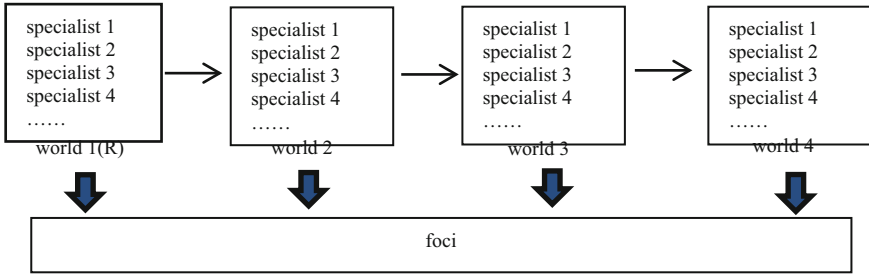 specialist 1
specialist 2
specialist 3
specialist 4
……
world 1(R)
specialist 1
specialist 2
specialist 3
specialist 4
……
world 2
specialist 1
specialist 2
specialist 3
specialist 4
……
world 3
specialist 1
specialist 2
specialist 3
specialist 4
……
world 4
foci